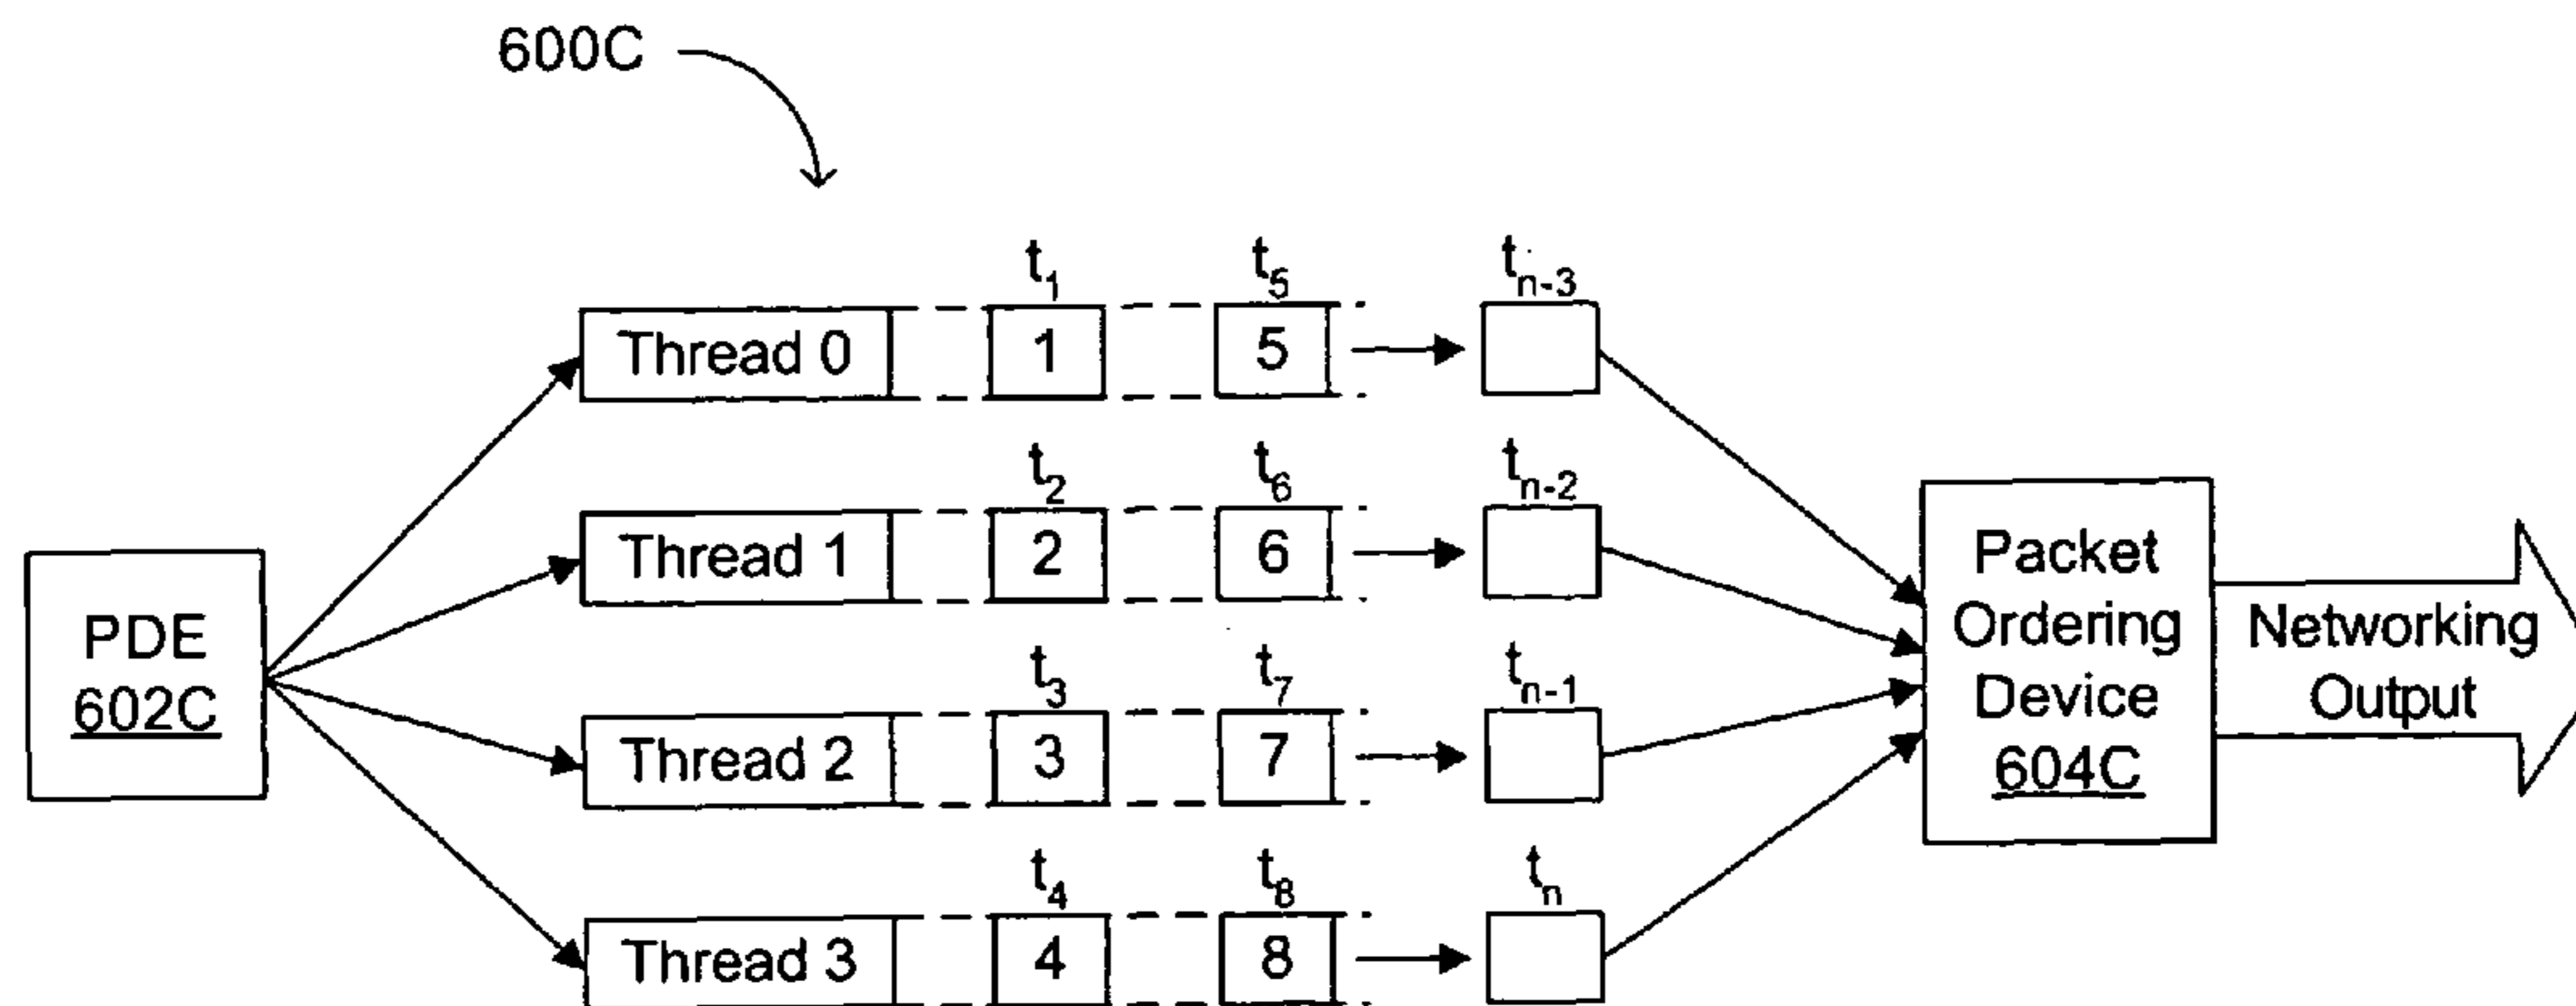 600C
t1 t5 tn-3
Thread 0 1 5
t2 t6 tn-2
Thread 1 2 6
t3 t7 tn-1
Thread 2 3 7
t4 t8 tn
Thread 3 4 8
PDE
602C
Packet
Ordering
Device
604C
Networking
Output